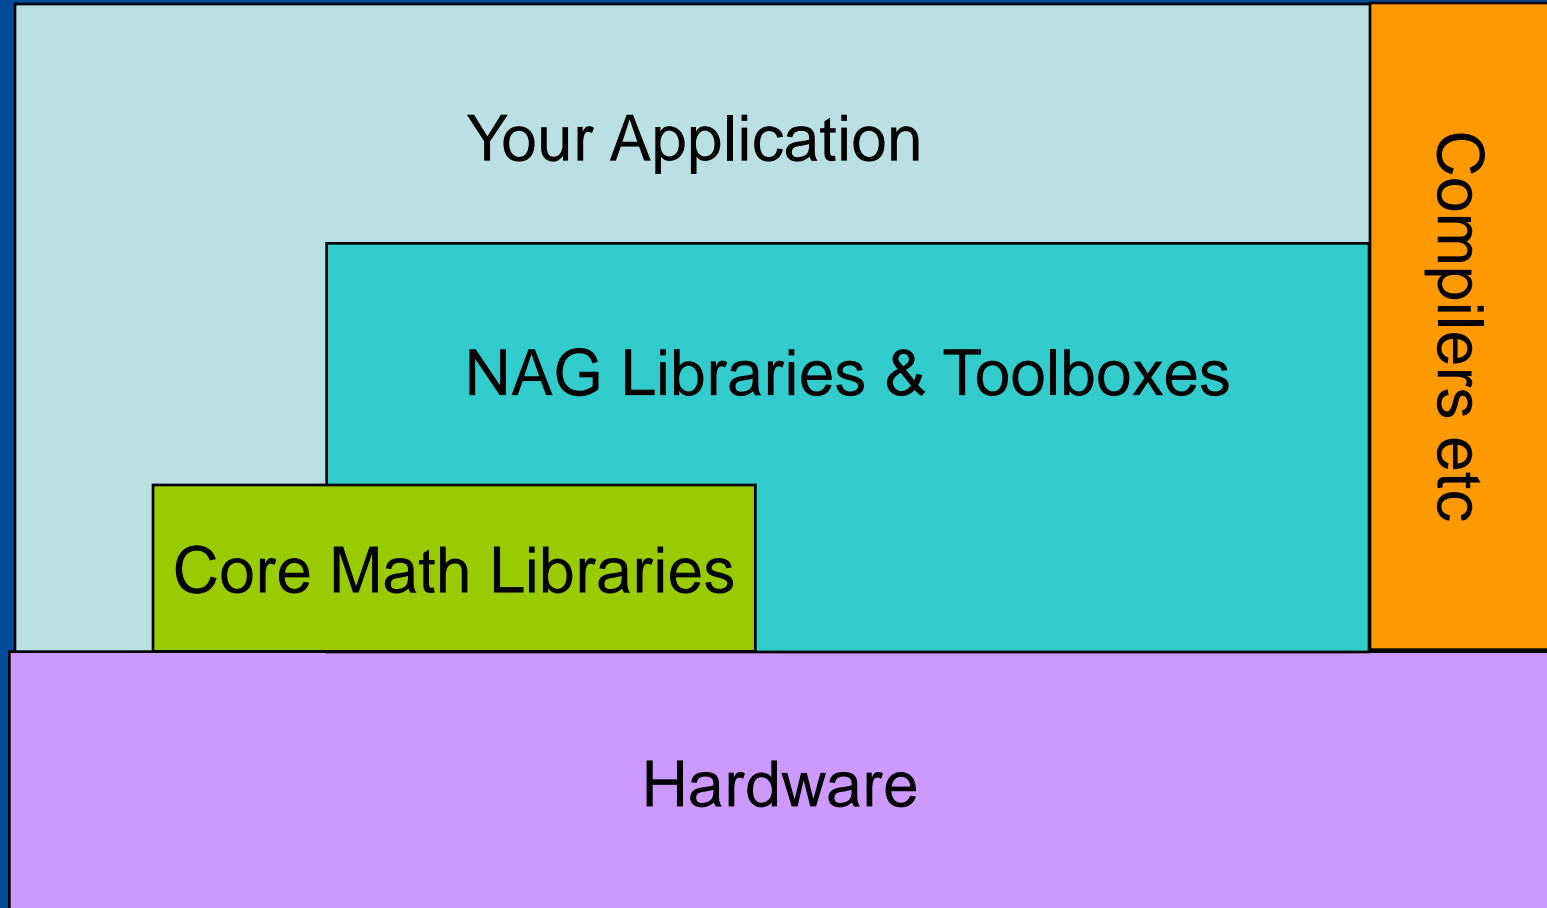 Your Application
Compilers etc
NAG Libraries & Toolboxes
Core Math Libraries
Hardware